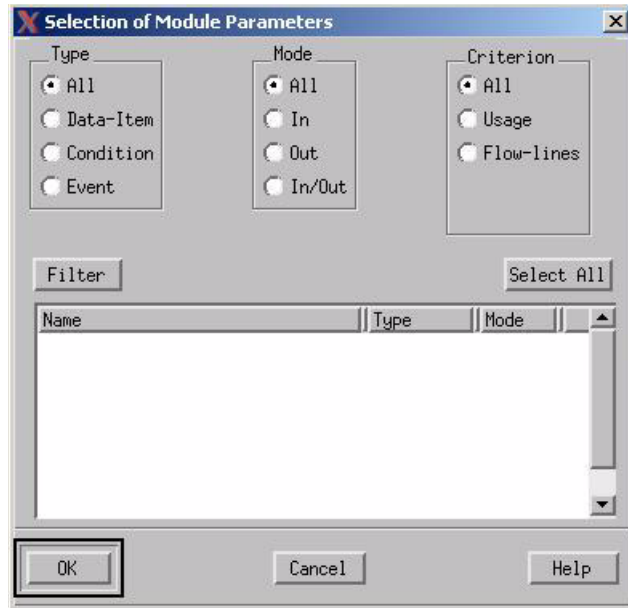 Selection of Module Parameters
Type
All
Data-Item
Condition
Event
Mode
All
In
Out
In/Out
Criterion
All
Usage
Flow-lines
Filter
Select All
Name Type Mode
OK Cancel Help